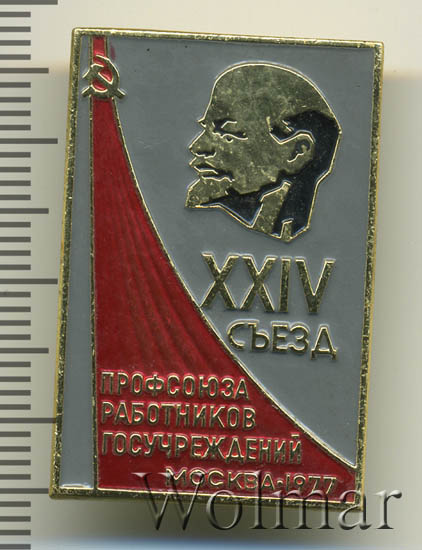 XXIV
СЪЕЗД
ПРОФСОЮЗА
РАБОТНИКОВ
ГОСУЧРЕЖДЕНИЙ
МОСКВА·1977
Wolmar